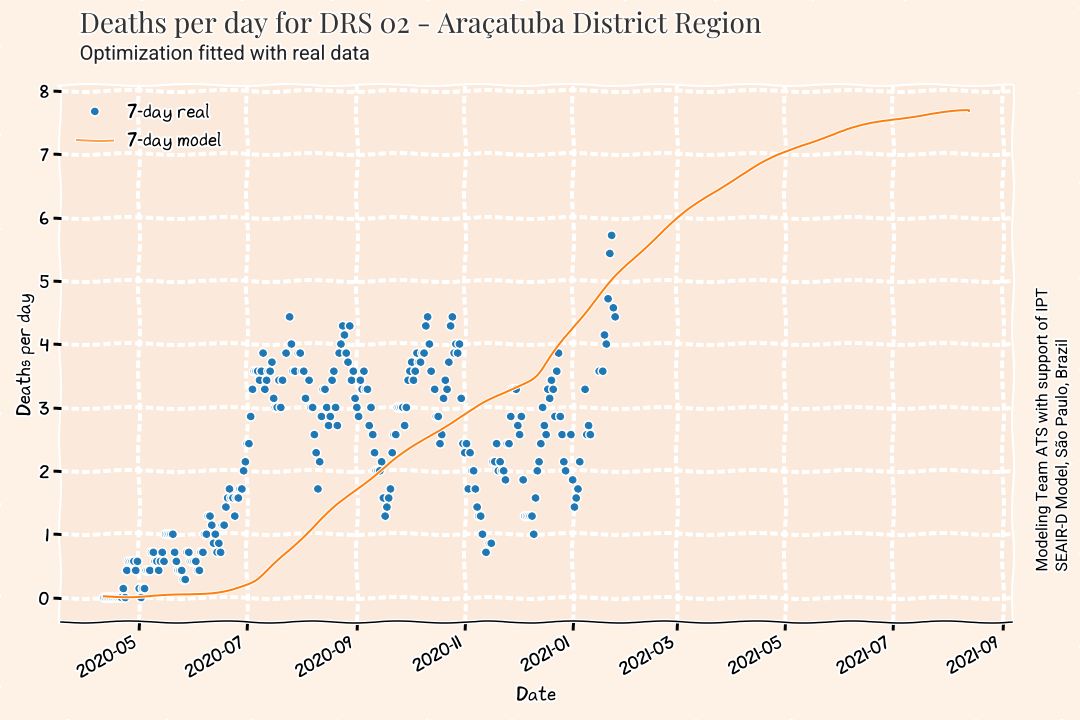 Deaths per day for DRS 02 - Araçatuba District Region
Optimization fitted with real data
7-day real
7-day model
8
7
6
5
4
3
2
1
0
Deaths per day
2020-05
2020-07
2020-09
2020-11
2021-01
2021-03
2021-05
2021-07
2021-09
Date
Modeling Team ATS with support of IPT
SEAIR-D Model, São Paulo, Brazil